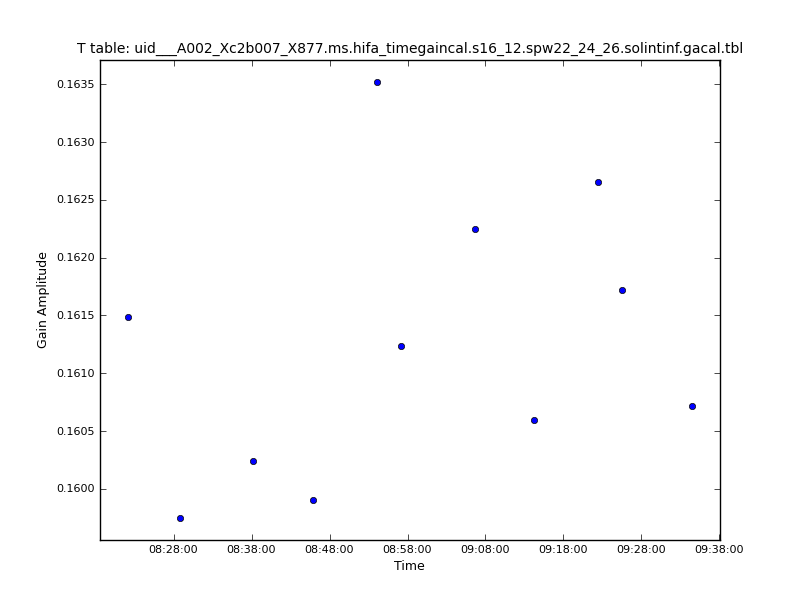 T table: uid___A002_Xc2b007_X877.ms.hifa_timegaincal.s16_12.spw22_24_26.solintinf.gacal.tbl
0.1635
0.1630
0.1625
0.1620
0.1615
0.1610
0.1605
0.1600
Gain Amplitude
08:28:00 08:38:00 08:48:00 08:58:00 09:08:00 09:18:00 09:28:00 09:38:00
Time